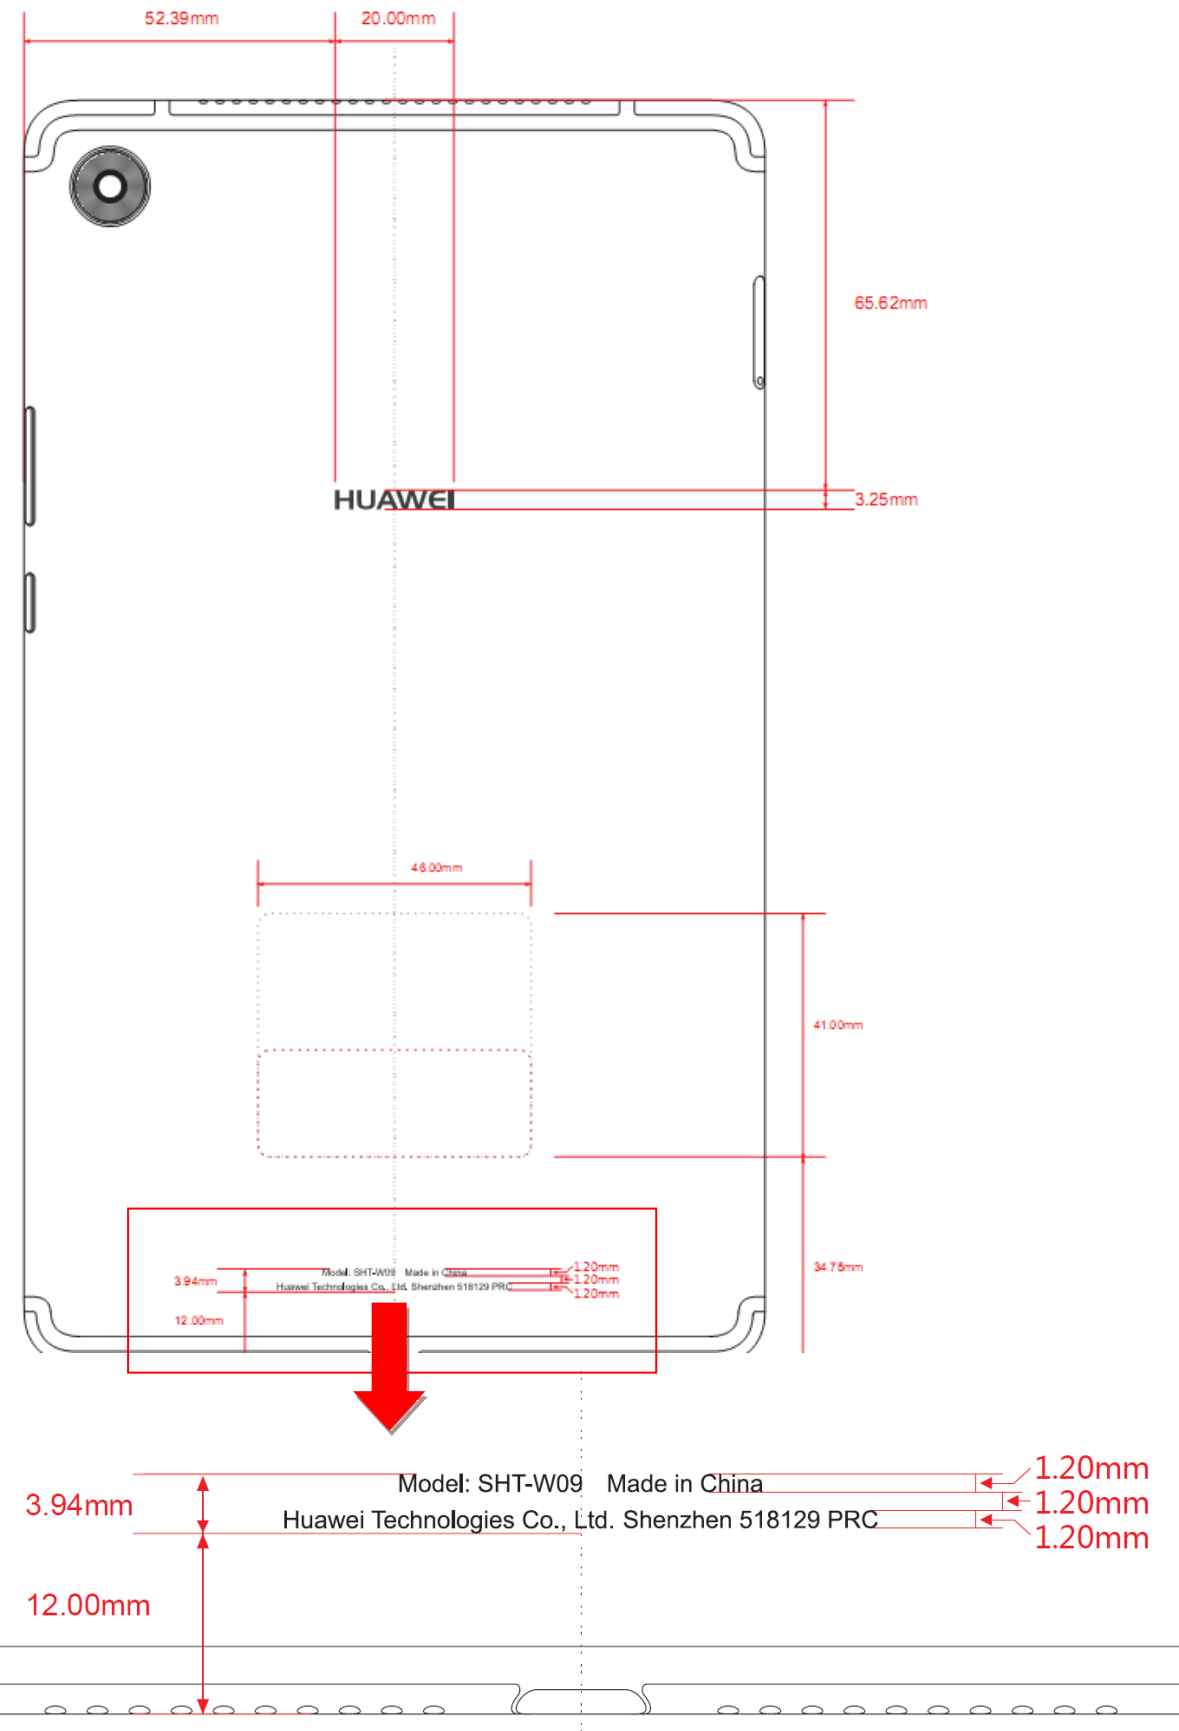 52.39mm 20.00mm
65.62mm
HUAWEI
3.25mm
46.00mm
41.00mm
34.75mm
Model: SHT-W09 Made in China
Huawei Technologies Co., Ltd. Shenzhen 518129 PRC
3.94mm
12.00mm
1.20mm
1.20mm
1.20mm
Model: SHT-W09 Made in China
Huawei Technologies Co., Ltd. Shenzhen 518129 PRC
3.94mm
12.00mm
1.20mm
1.20mm
1.20mm